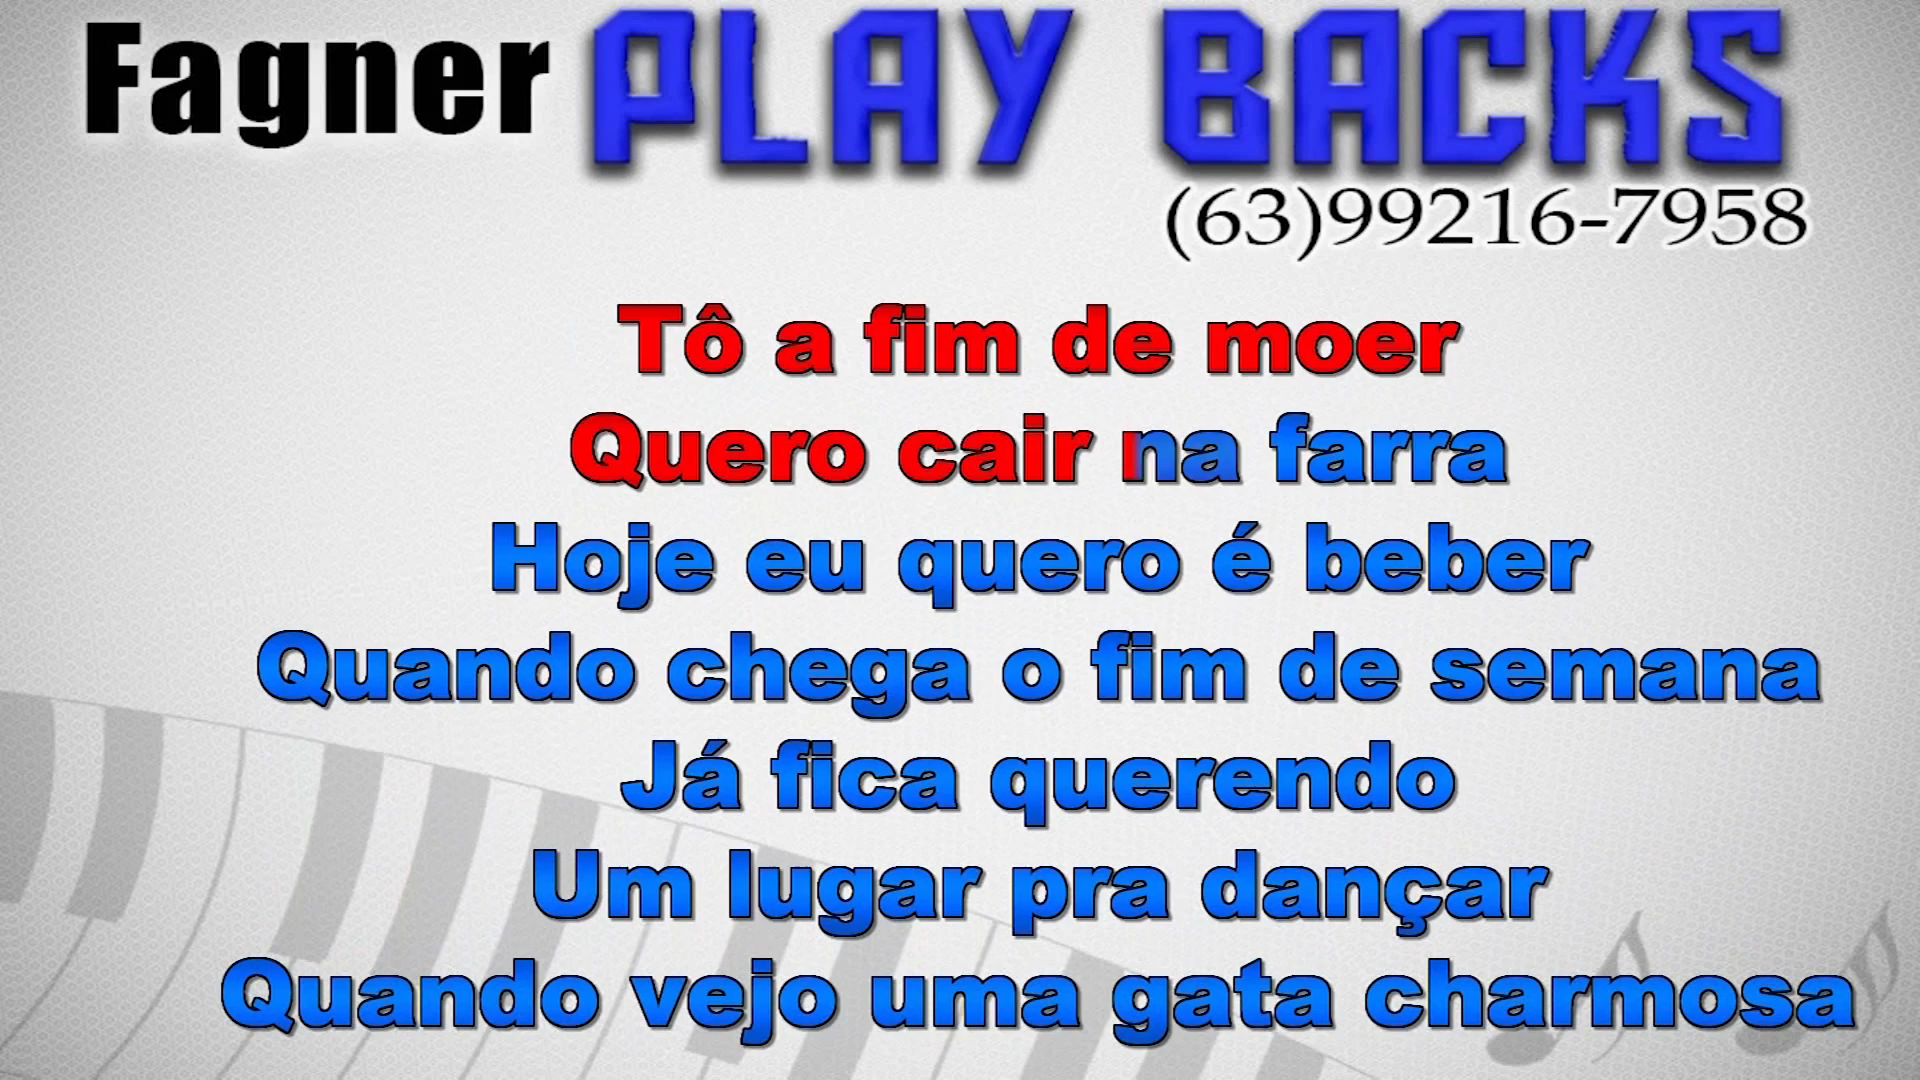 Fagner PLAY BACKS
(63)99216-7958
Tô a fim de moer
Quero cair na farra
Hoje eu quero é beber
Quando chega o fim de semana
Já fica querendo
Um lugar pra dançar
Quando vejo uma gata charmosa